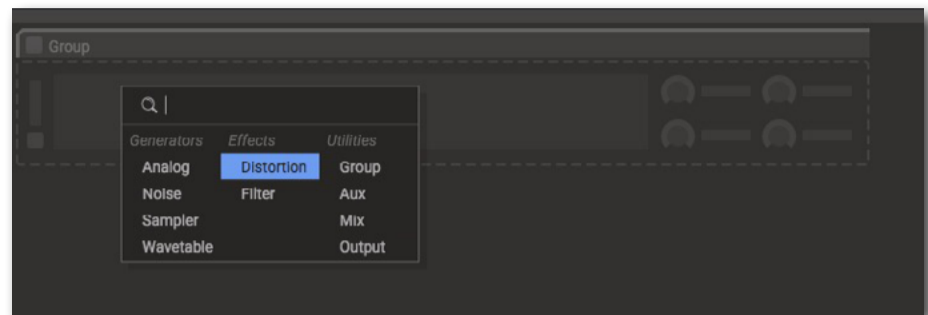 Group
Generators Effects Utilities
Analog Distortion Group
Noise Filter Aux
Sampler Mix
Wavetable Output